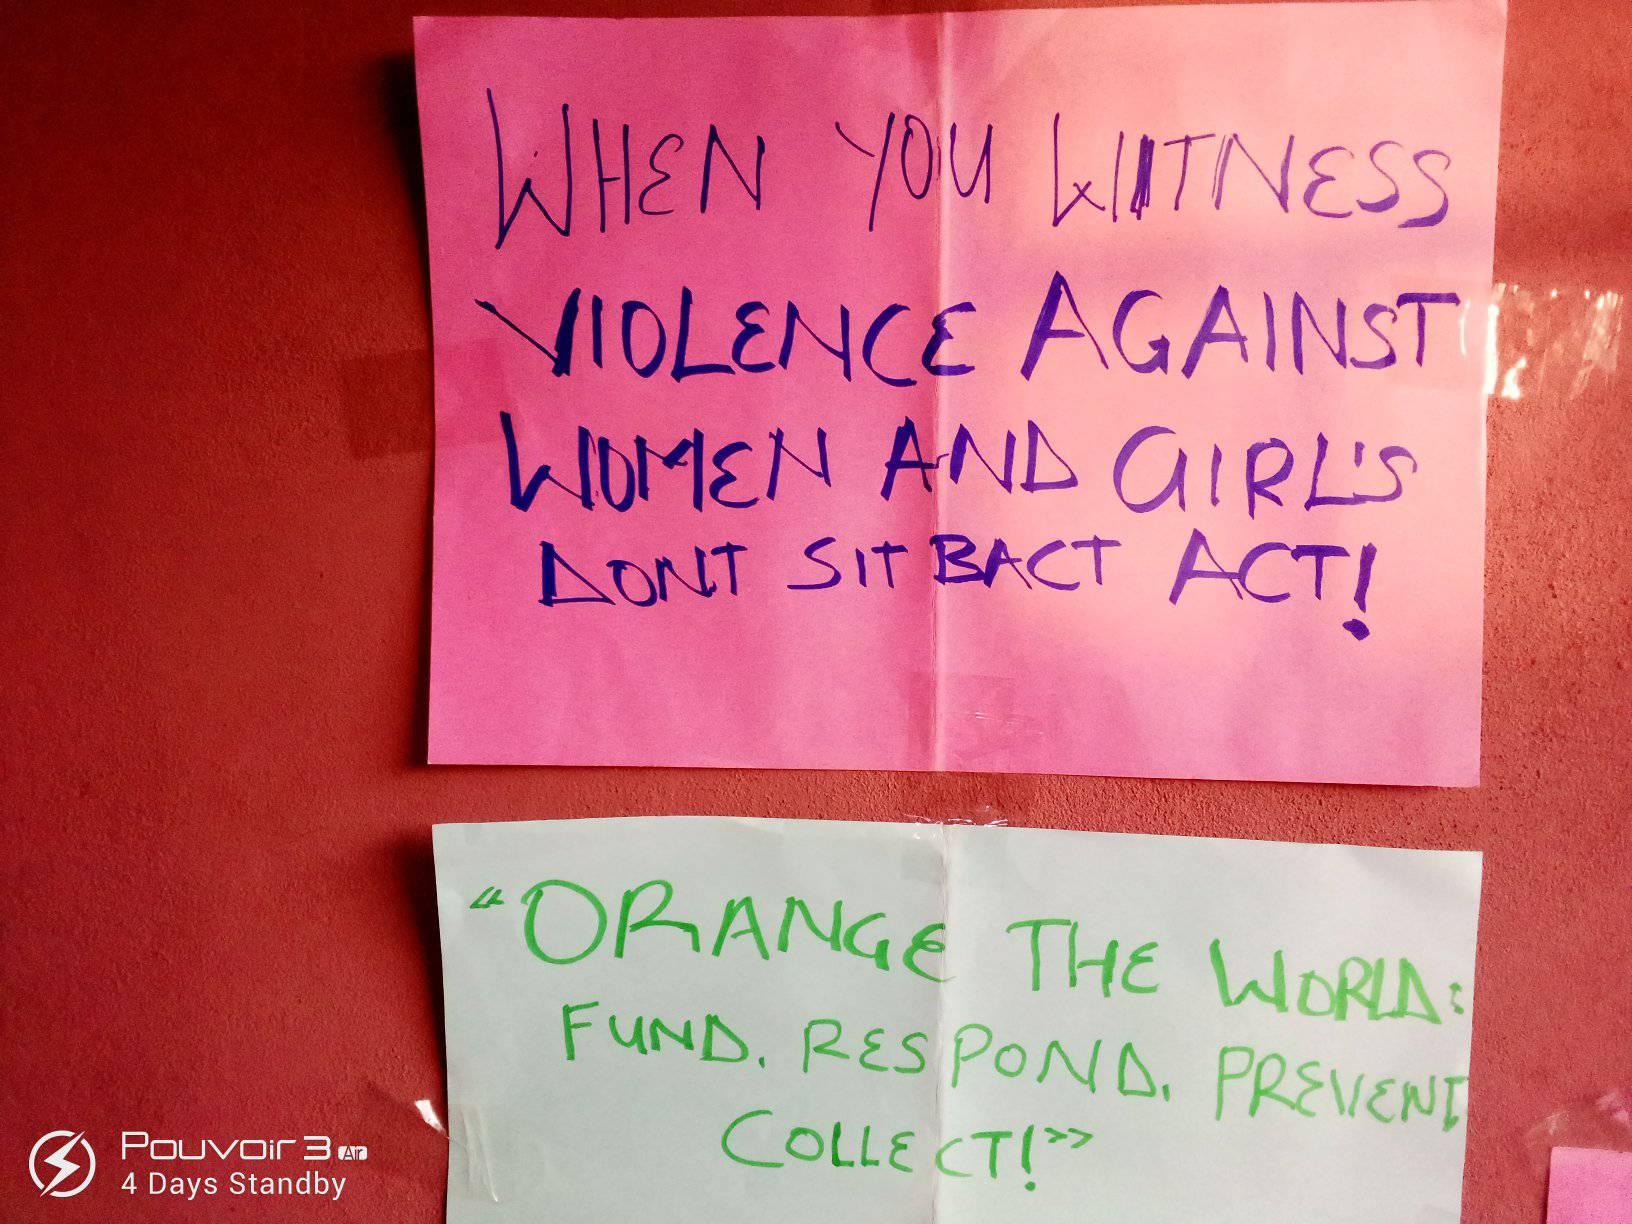 WHEN YOU WITNESS
VIOLENCE AGAINST
WOMEN AND GIRL'S
DONT SIT BACT ACT!
"ORANGE THE WORLD:
FUND. RESPOND. PREVENT
COLLECT!"
POUVOIR 3 Air
4 Days Standby